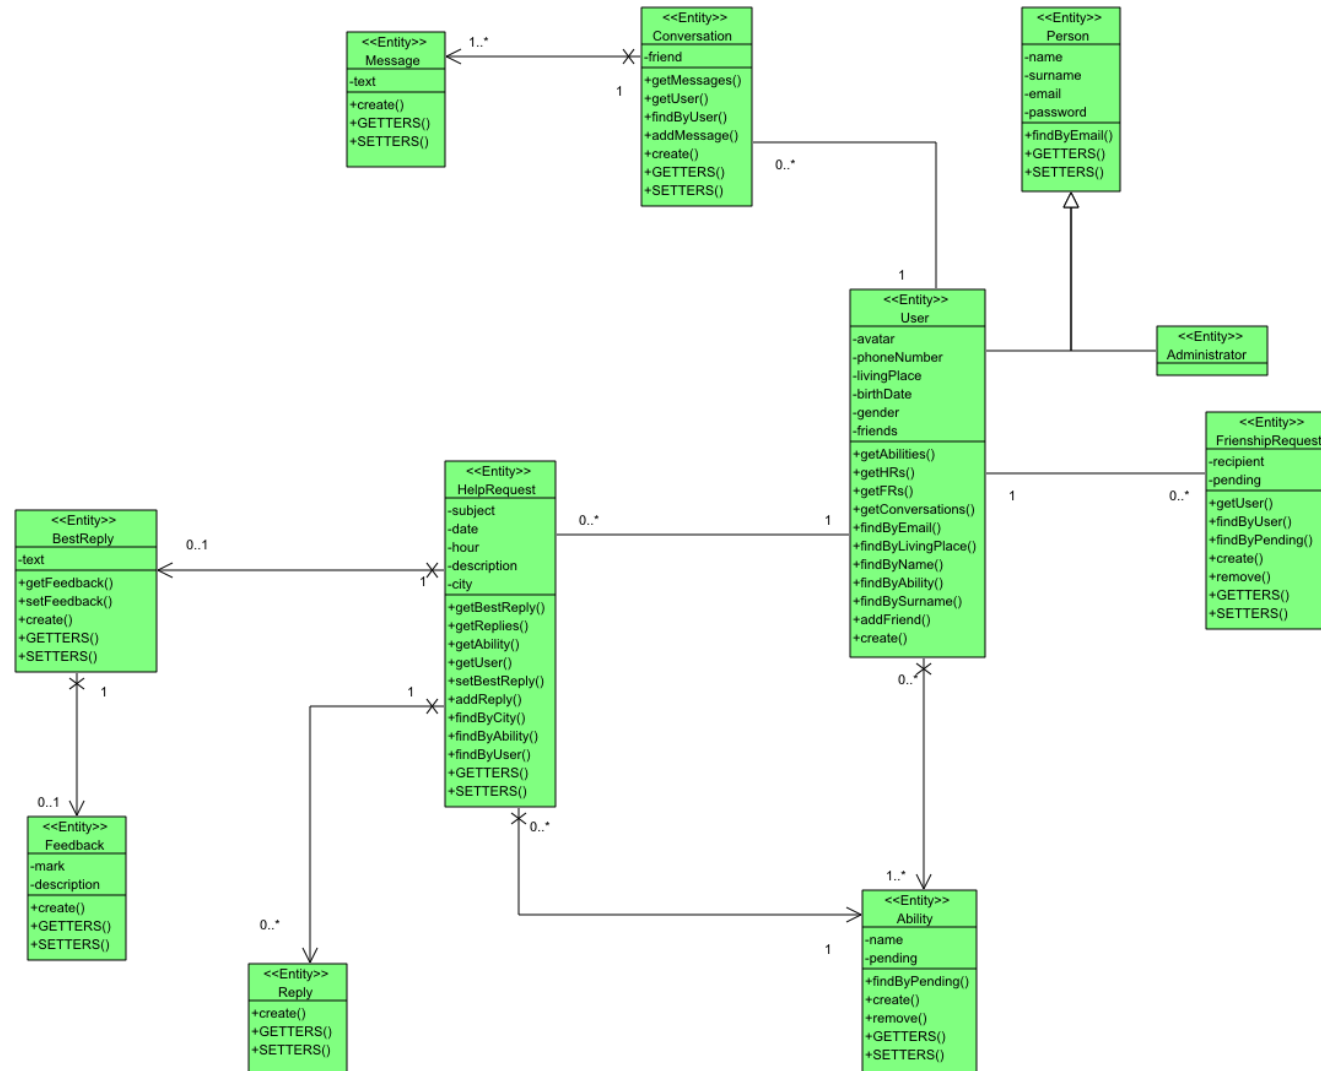 <<Entity>>
Message
-text
+create()
+GETTERS()
+SETTERS()
1..*
1
<<Entity>>
Conversation
-friend
+getMessages()
+getUser()
+findByUser()
+addMessage()
+create()
+GETTERS()
+SETTERS()
0..*
1
<<Entity>>
Person
-name
-surname
-email
-password
+findByEmail()
+GETTERS()
+SETTERS()
<<Entity>>
User
-avatar
-phoneNumber
-livingPlace
-birthDate
-gender
-friends
+getAbilities()
+getHRs()
+getFRs()
+getConversations()
+findByEmail()
+findByLivingPlace()
+findByName()
+findByAbility()
+findBySurname()
+addFriend()
+create()
<<Entity>>
Administrator
1
0..*
<<Entity>>
FrienshipRequest
-recipient
-pending
+getUser()
+findByUser()
+findByPending()
+create()
+remove()
+GETTERS()
+SETTERS()
0..*
1
<<Entity>>
HelpRequest
-subject
-date
-hour
-description
-city
+getBestReply()
+getReplies()
+getAbility()
+getUser()
+setBestReply()
+addReply()
+findByCity()
+findByAbility()
+findByUser()
+GETTERS()
+SETTERS()
0..1
1
<<Entity>>
BestReply
-text
+getFeedback()
+setFeedback()
+create()
+GETTERS()
+SETTERS()
1
0..1
<<Entity>>
Feedback
-mark
-description
+create()
+GETTERS()
+SETTERS()
1
0..*
<<Entity>>
Reply
+create()
+GETTERS()
+SETTERS()
0..*
1
0..*
1..*
<<Entity>>
Ability
-name
-pending
+findByPending()
+create()
+remove()
+GETTERS()
+SETTERS()